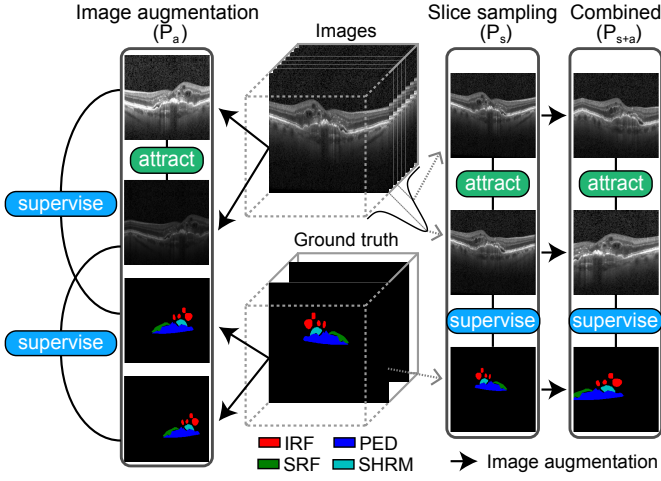 Image augmentation
(Pₐ)
Images
Slice sampling
(Pₛ)
Combined
(Pₛ₊ₐ)
attract
attract
attract
supervise
Ground truth
supervise
supervise
supervise
IRF
PED
SRF
SHRM
Image augmentation